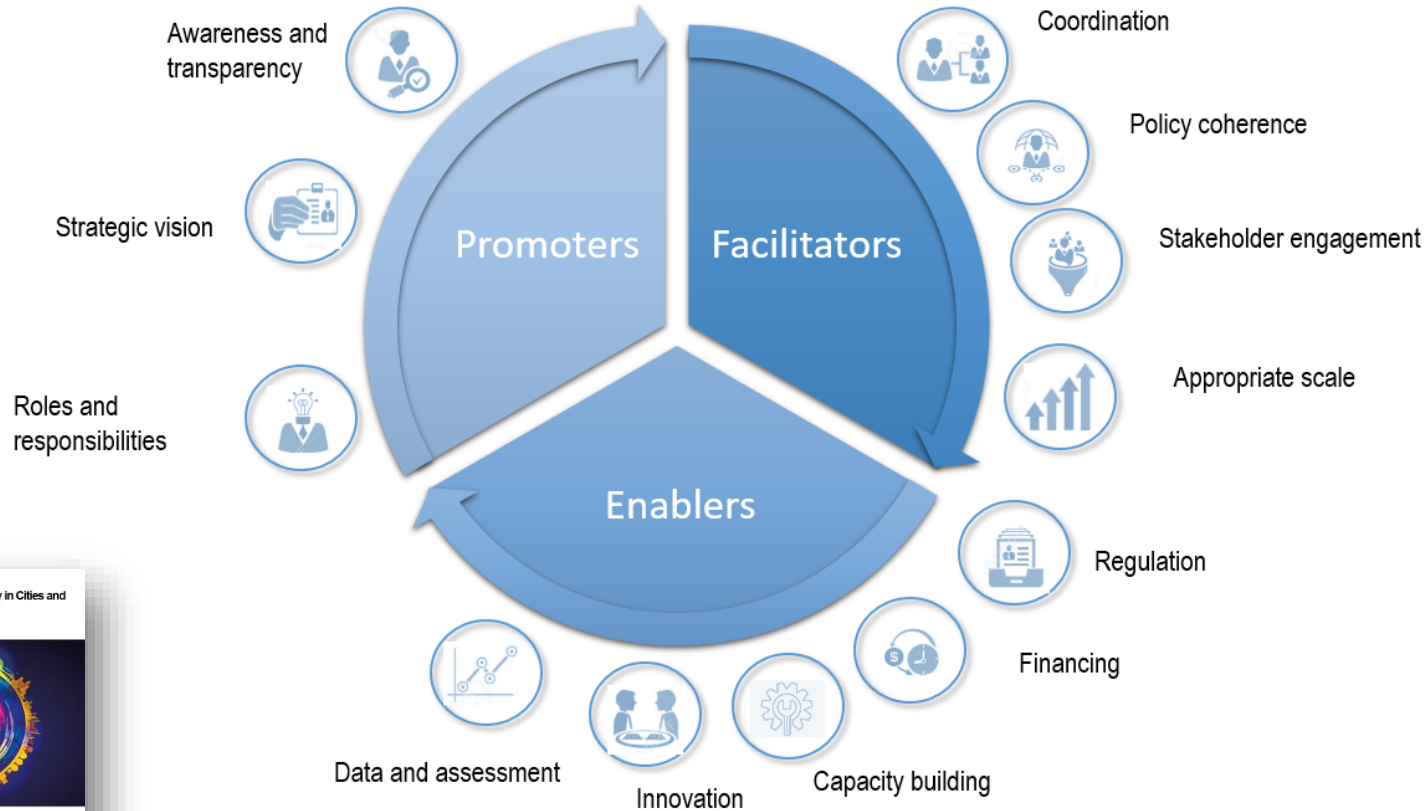 Awareness and
transparency
Strategic vision
Roles and
responsibilities
Promoters
Facilitators
Enablers
Coordination
Policy coherence
Stakeholder engagement
Appropriate scale
Regulation
Financing
Capacity building
Innovation
Data and assessment
in Cities and